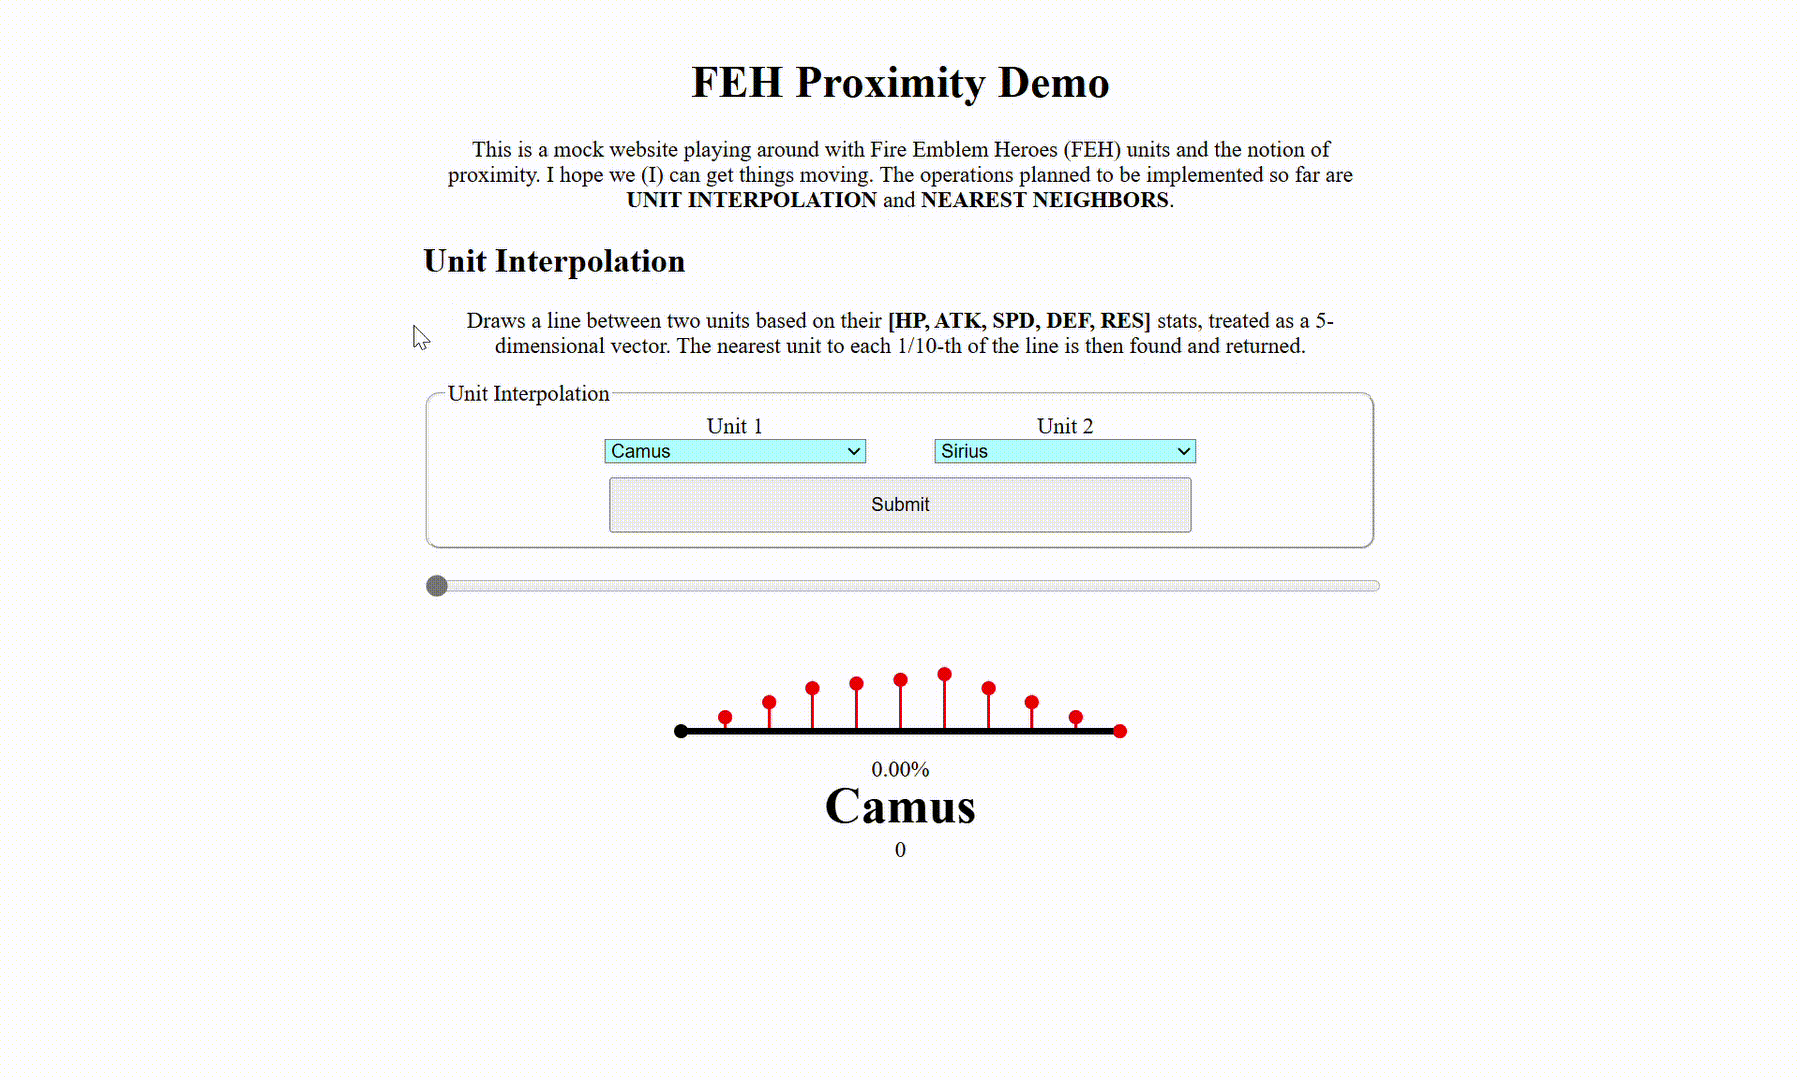 FEH Proximity Demo
This is a mock website playing around with Fire Emblem Heroes (FEH) units and the notion of
proximity. I hope we (I) can get things moving. The operations planned to be implemented so far are
UNIT INTERPOLATION and NEAREST NEIGHBORS.
Unit Interpolation
Draws a line between two units based on their [HP, ATK, SPD, DEF, RES] stats, treated as a 5-
dimensional vector. The nearest unit to each 1/10-th of the line is then found and returned.
Unit Interpolation
Unit 1 Unit 2
Camus Sirius
Submit
0.00%
Camus
0